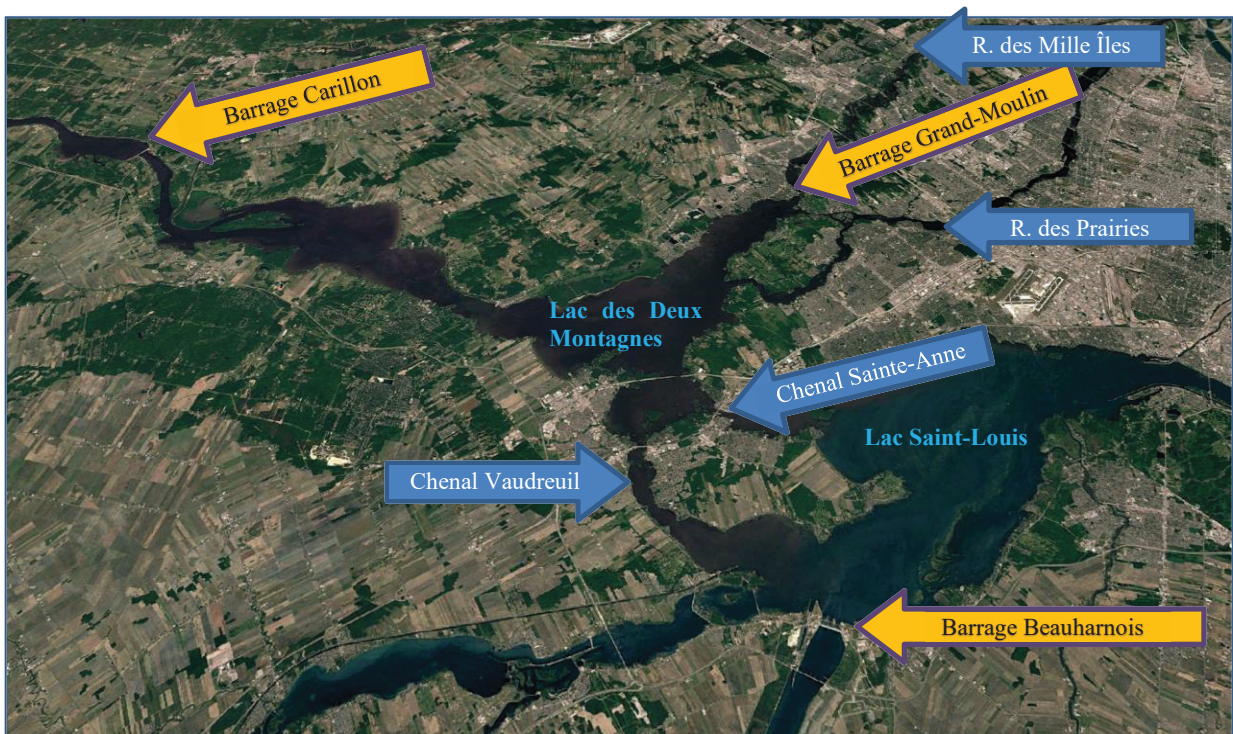 R. des Mille Îles
Barrage Carillon
Barrage Grand-Moulin
R. des Prairies
Lac des Deux
Montagnes
Chenal Sainte-Anne
Lac Saint-Louis
Chenal Vaudreuil
Barrage Beauharnois